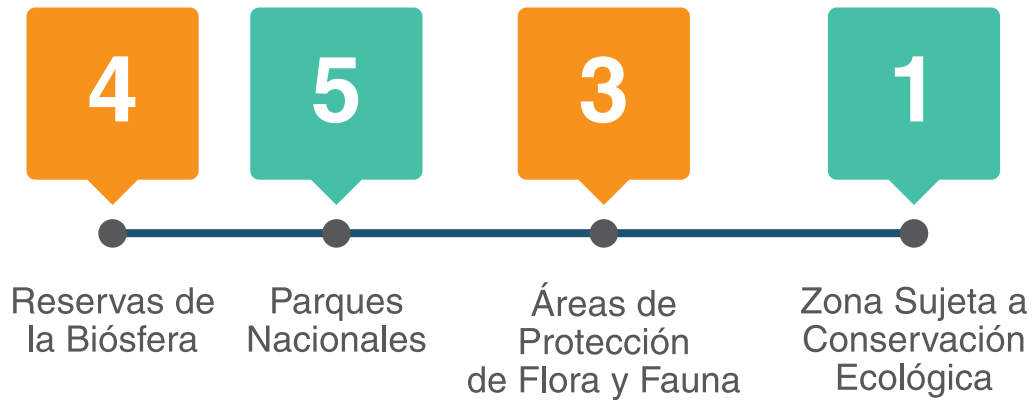 4
5
3
1
Reservas de
la Biósfera
Parques
Nacionales
Áreas de
Protección
de Flora y Fauna
Zona Sujeta a
Conservación
Ecológica